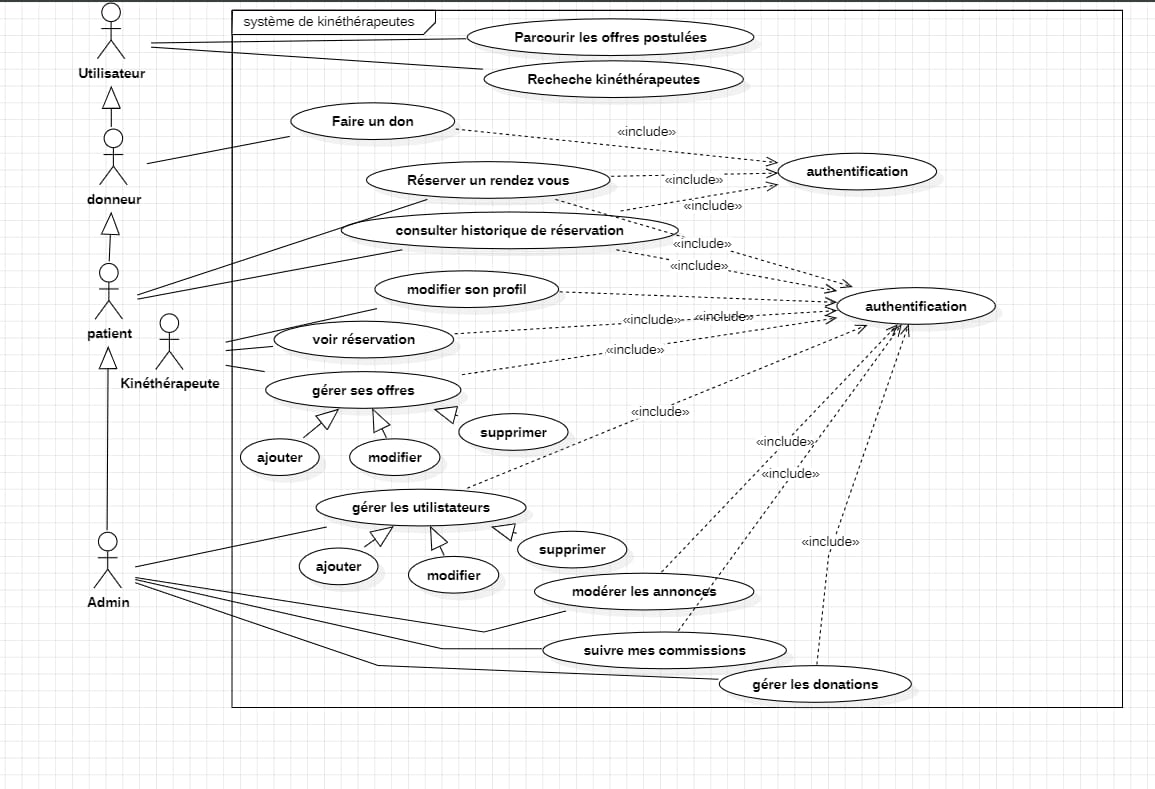 système de kinéthérapeutes
Parcourir les offres postulées
Utilisateur
Recheche kinéthérapeutes
Faire un don
«include»
authentification
Réserver un rendez vous
«include»
donneur
«include»
consulter historique de réservation
«include»
«include»
modifier son profil
authentification
«include»
«include»
patient
voir réservation
«include»
Kinéthérapeute
gérer ses offres
«include»
supprimer
«include»
ajouter
modifier
«include»
gérer les utilistateurs
«include»
supprimer
ajouter
modifier
modérer les annonces
Admin
suivre mes commissions
gérer les donations